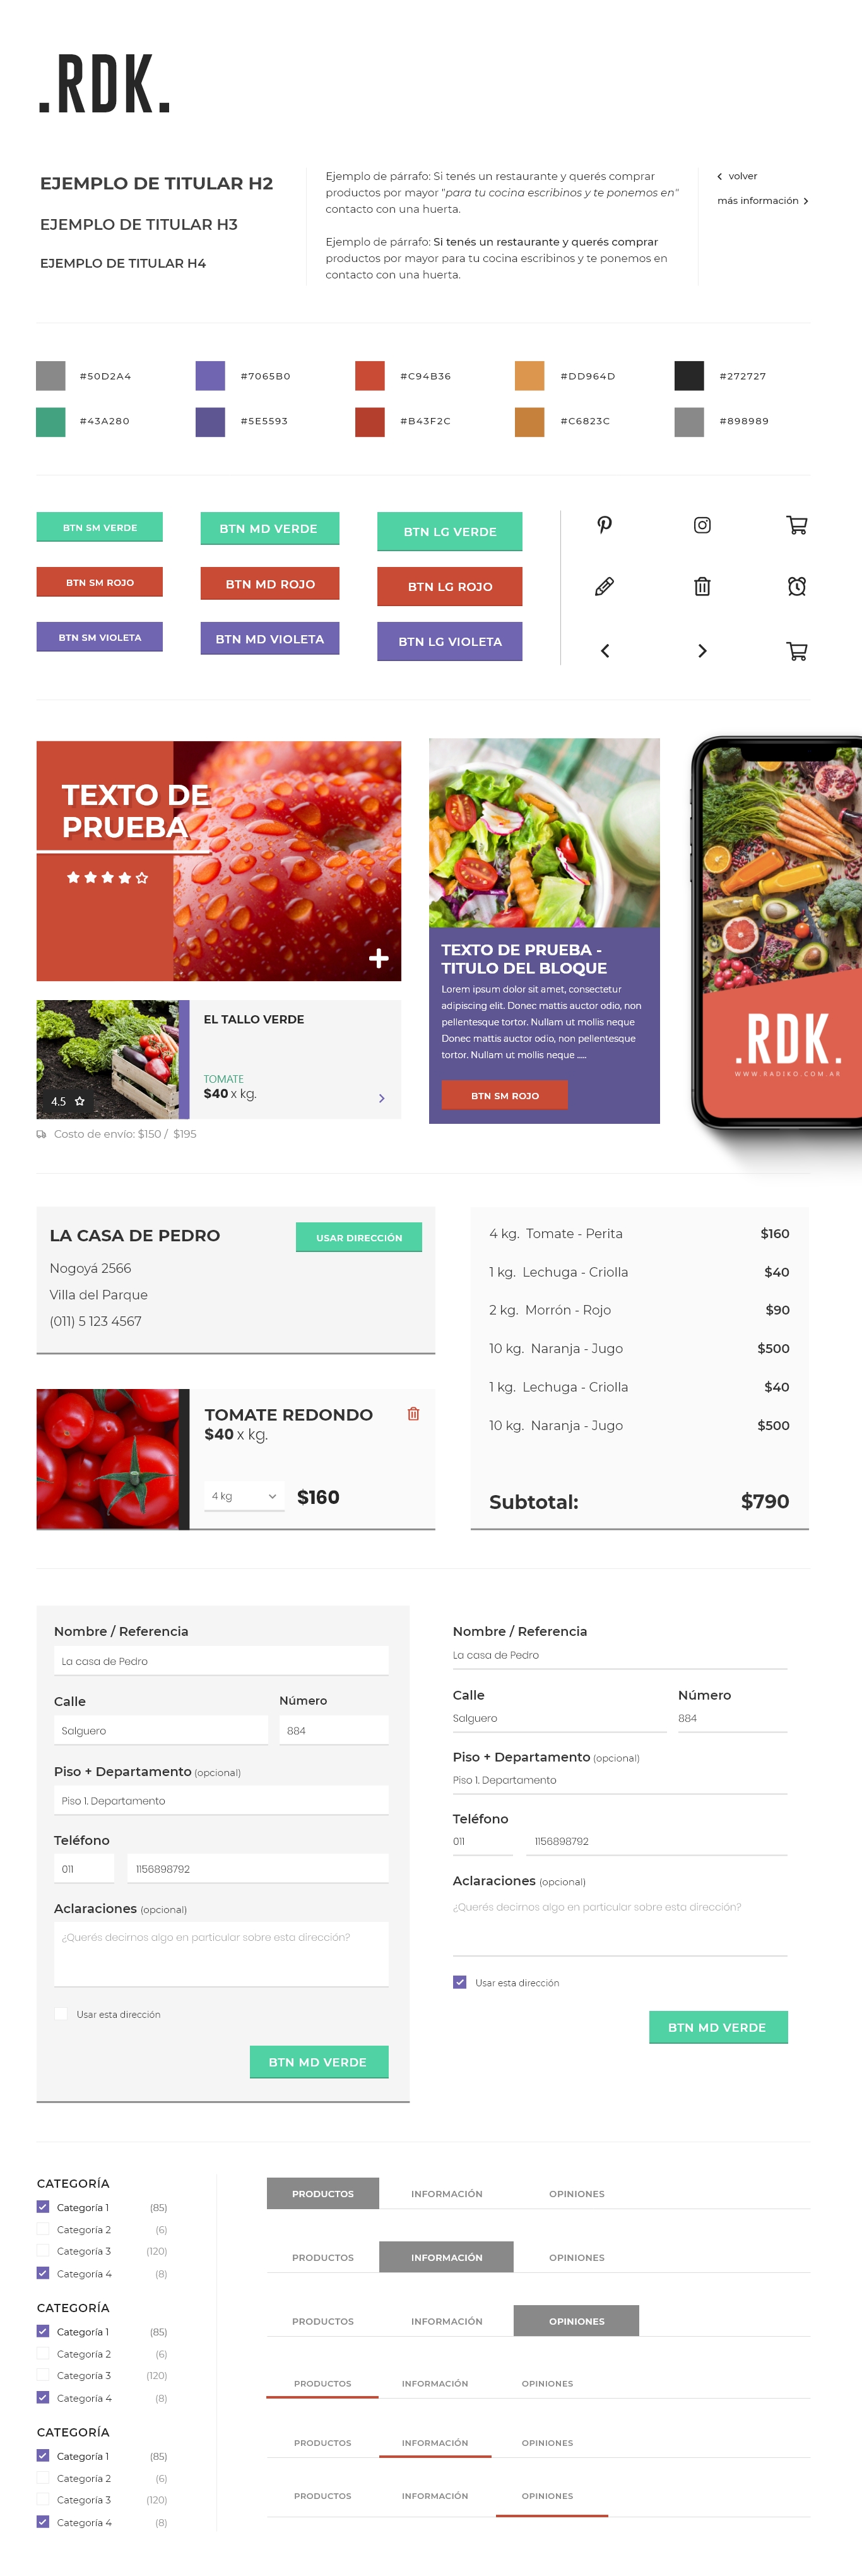 .RDK.
EJEMPLO DE TITULAR H2
EJEMPLO DE TITULAR H3
EJEMPLO DE TITULAR H4
Ejemplo de párrafo: Si tenés un restaurante y querés comprar
productos por mayor "para tu cocina escribinos y te ponemos en"
contacto con una huerta.
Ejemplo de párrafo: Si tenés un restaurante y querés comprar
productos por mayor para tu cocina escribinos y te ponemos en
contacto con una huerta.
volver
más información
#50D2A4
#7065B0
#C94B36
#DD964D
#272727
#43A280
#5E5593
#B43F2C
#C6823C
#898989
BTN SM VERDE
BTN MD VERDE
BTN LG VERDE
BTN SM ROJO
BTN MD ROJO
BTN LG ROJO
BTN SM VIOLETA
BTN MD VIOLETA
BTN LG VIOLETA
TEXTO DE
PRUEBA
EL TALLO VERDE
TOMATE
$40 x kg.
4.5
Costo de envío: $150 / $195
TEXTO DE PRUEBA -
TITULO DEL BLOQUE
Lorem ipsum dolor sit amet, consectetur
adipiscing elit. Donec mattis auctor odio, non
pellentesque tortor. Nullam ut mollis neque
Donec mattis auctor odio, non pellentesque
tortor. Nullam ut mollis neque .....
BTN SM ROJO
.RDK.
WWW.RADIKO.COM.AR
LA CASA DE PEDRO
USAR DIRECCIÓN
Nogoyá 2566
Villa del Parque
(011) 5 123 4567
TOMATE REDONDO
$40 x kg.
4 kg
$160
4 kg. Tomate - Perita $160
1 kg. Lechuga - Criolla $40
2 kg. Morrón - Rojo $90
10 kg. Naranja - Jugo $500
1 kg. Lechuga - Criolla $40
10 kg. Naranja - Jugo $500
Subtotal: $790
Nombre / Referencia
La casa de Pedro
Calle Número
Salguero 884
Piso + Departamento (opcional)
Piso 1. Departamento
Teléfono
011 1156898792
Aclaraciones (opcional)
¿Querés decirnos algo en particular sobre esta dirección?
Usar esta dirección
BTN MD VERDE
Nombre / Referencia
La casa de Pedro
Calle Número
Salguero 884
Piso + Departamento (opcional)
Piso 1. Departamento
Teléfono
011 1156898792
Aclaraciones (opcional)
¿Querés decirnos algo en particular sobre esta dirección?
Usar esta dirección
BTN MD VERDE
CATEGORÍA
Categoría 1 (85)
Categoría 2 (6)
Categoría 3 (120)
Categoría 4 (8)
CATEGORÍA
Categoría 1 (85)
Categoría 2 (6)
Categoría 3 (120)
Categoría 4 (8)
CATEGORÍA
Categoría 1 (85)
Categoría 2 (6)
Categoría 3 (120)
Categoría 4 (8)
PRODUCTOS INFORMACIÓN OPINIONES
PRODUCTOS INFORMACIÓN OPINIONES
PRODUCTOS INFORMACIÓN OPINIONES
PRODUCTOS INFORMACIÓN OPINIONES
PRODUCTOS INFORMACIÓN OPINIONES
PRODUCTOS INFORMACIÓN OPINIONES